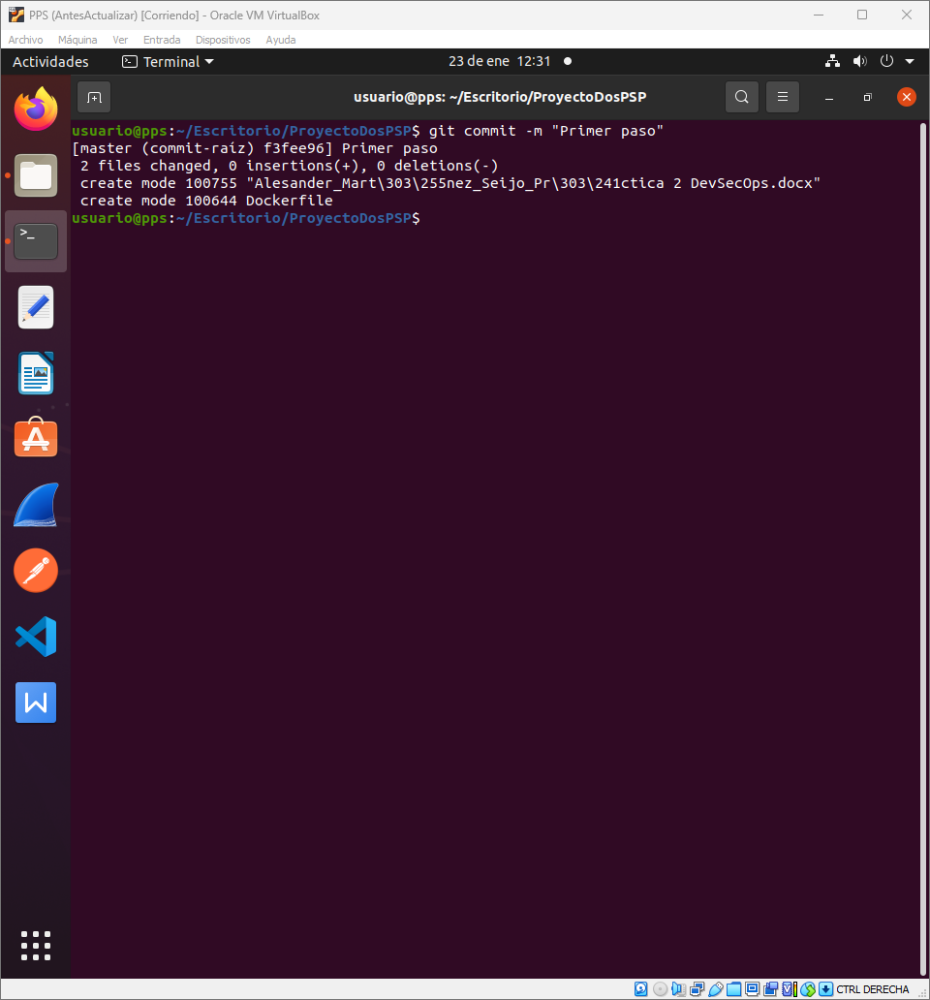 PPS (AntesActualizar) [Corriendo] - Oracle VM VirtualBox
Archivo Máquina Ver Entrada Dispositivos Ayuda
Actividades Terminal 23 de ene 12:31
usuario@pps: ~/Escritorio/ProyectoDosPSP
usuario@pps:~/Escritorio/ProyectoDosPSP$ git commit -m "Primer paso"
[master (commit-raíz) f3fee96] Primer paso
2 files changed, 0 insertions(+), 0 deletions(-)
create mode 100755 "Alesander_Mart\303\255nez_Seijo_Pr\303\241ctica 2 DevSecOps.docx"
create mode 100644 Dockerfile
usuario@pps:~/Escritorio/ProyectoDosPSP$
CTRL DERECHA